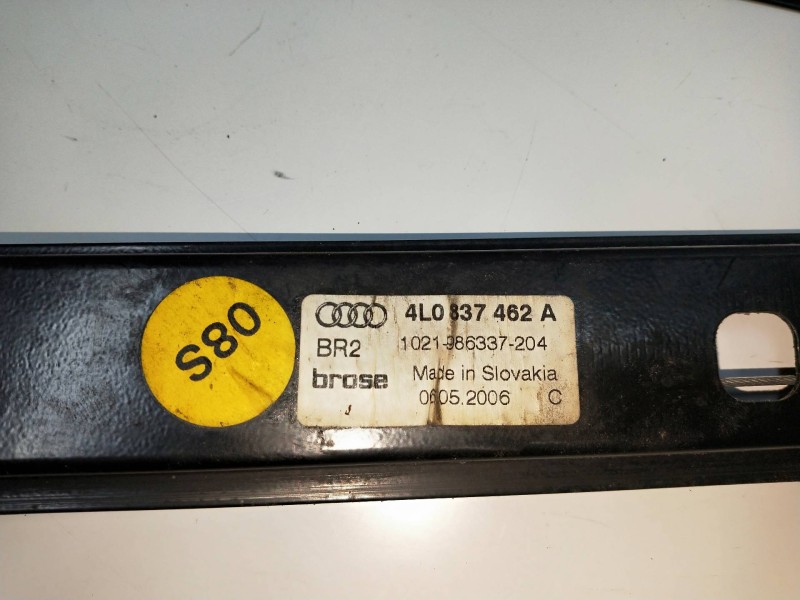 S80
4L0 837 462 A
BR2
1021-986337-204
brose
Made in Slovakia
0605.2006 C